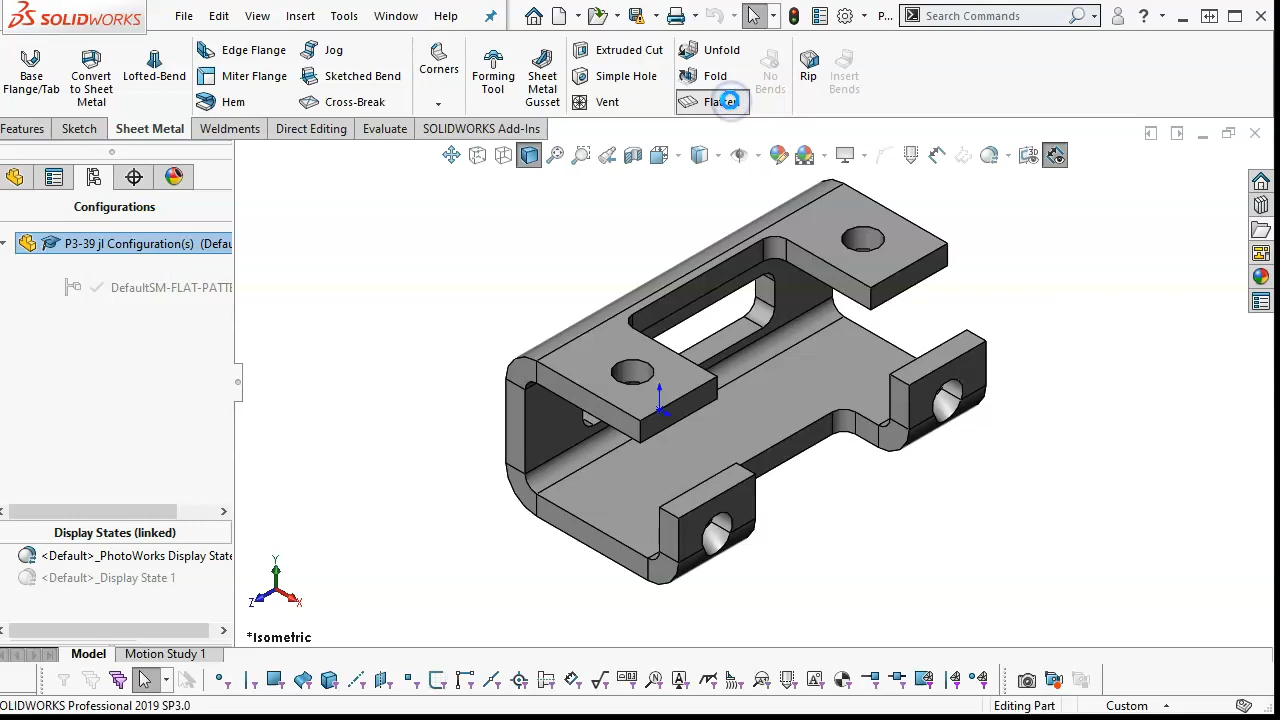 SOLIDWORKS
File Edit View Insert Tools Window Help
P...
Search Commands
?
Base Flange/Tab
Convert to Sheet Metal
Lofted-Bend
Edge Flange
Miter Flange
Hem
Jog
Sketched Bend
Cross-Break
Corners
Forming Tool
Sheet Metal Gusset
Extruded Cut
Simple Hole
Vent
Unfold
Fold
No Bends
Rip
Insert Bends
Features Sketch Sheet Metal Weldments Direct Editing Evaluate SOLIDWORKS Add-Ins
Configurations
P3-39 jl Configuration(s) (Defau
DefaultSM-FLAT-PATTE
Display States (linked)
<Default>_PhotoWorks Display State
<Default>_Display State 1
Y
Z
X
*Isometric
Model Motion Study 1
SOLIDWORKS Professional 2019 SP3.0
Editing Part
Custom